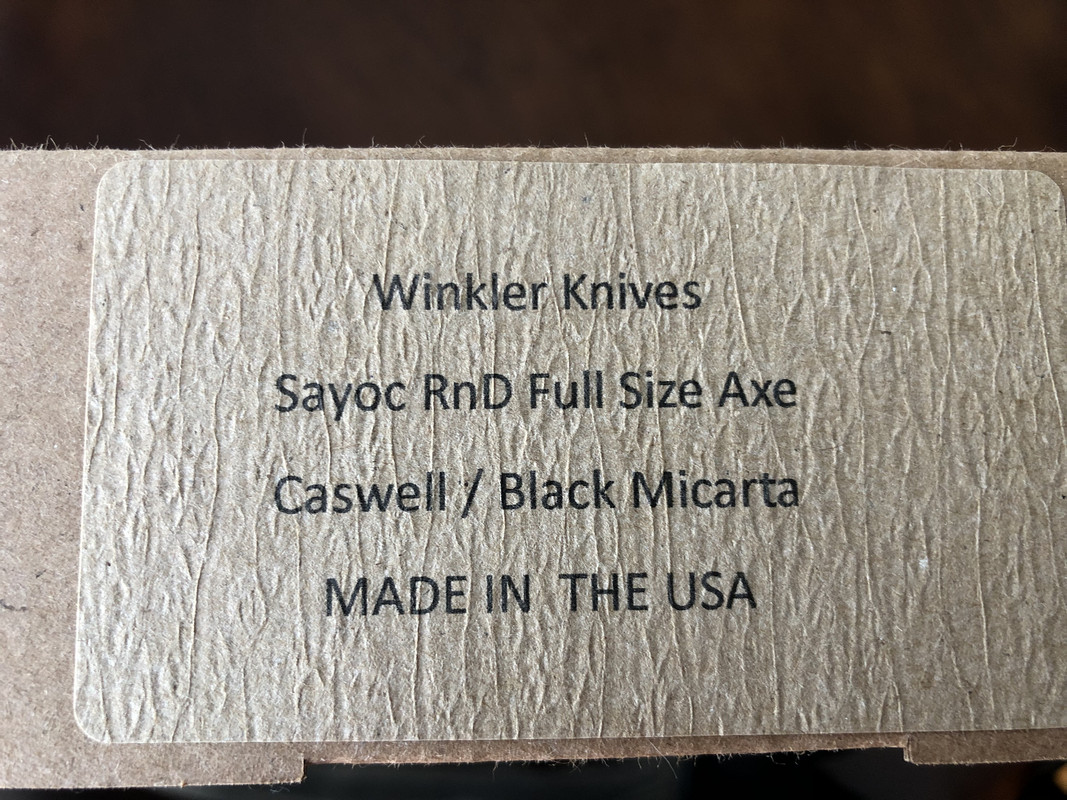 Winkler Knives
Sayoc RnD Full Size Axe
Caswell / Black Micarta
MADE IN  THE USA